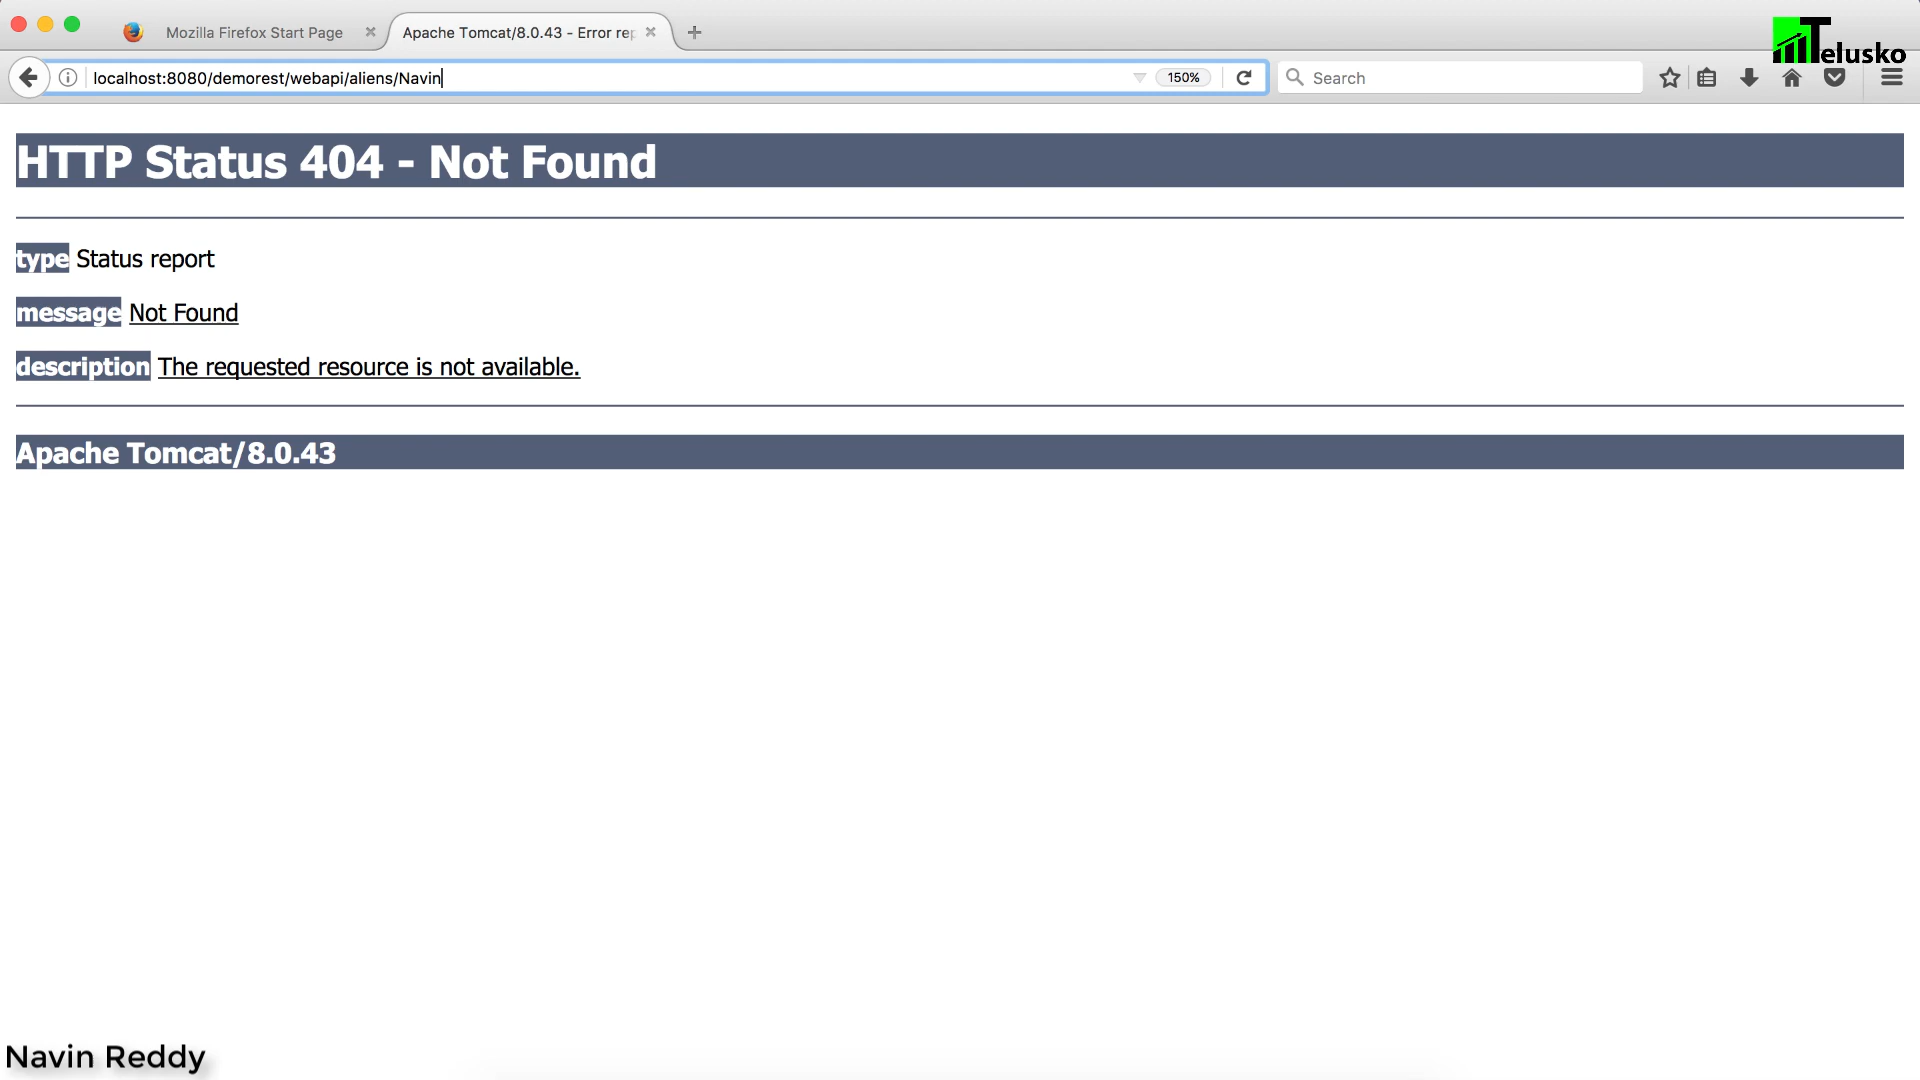 Mozilla Firefox Start Page
Apache Tomcat/8.0.43 - Error rep
Telusko
localhost:8080/demorest/webapi/aliens/Navin
150%
Search
HTTP Status 404 - Not Found
type Status report
message Not Found
description The requested resource is not available.
Apache Tomcat/8.0.43
Navin Reddy